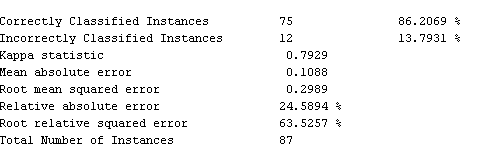 Correctly Classified Instances 75 86.2069 %
Incorrectly Classified Instances 12 13.7931 %
Kappa statistic 0.7929
Mean absolute error 0.1088
Root mean squared error 0.2989
Relative absolute error 24.5894 %
Root relative squared error 63.5257 %
Total Number of Instances 87